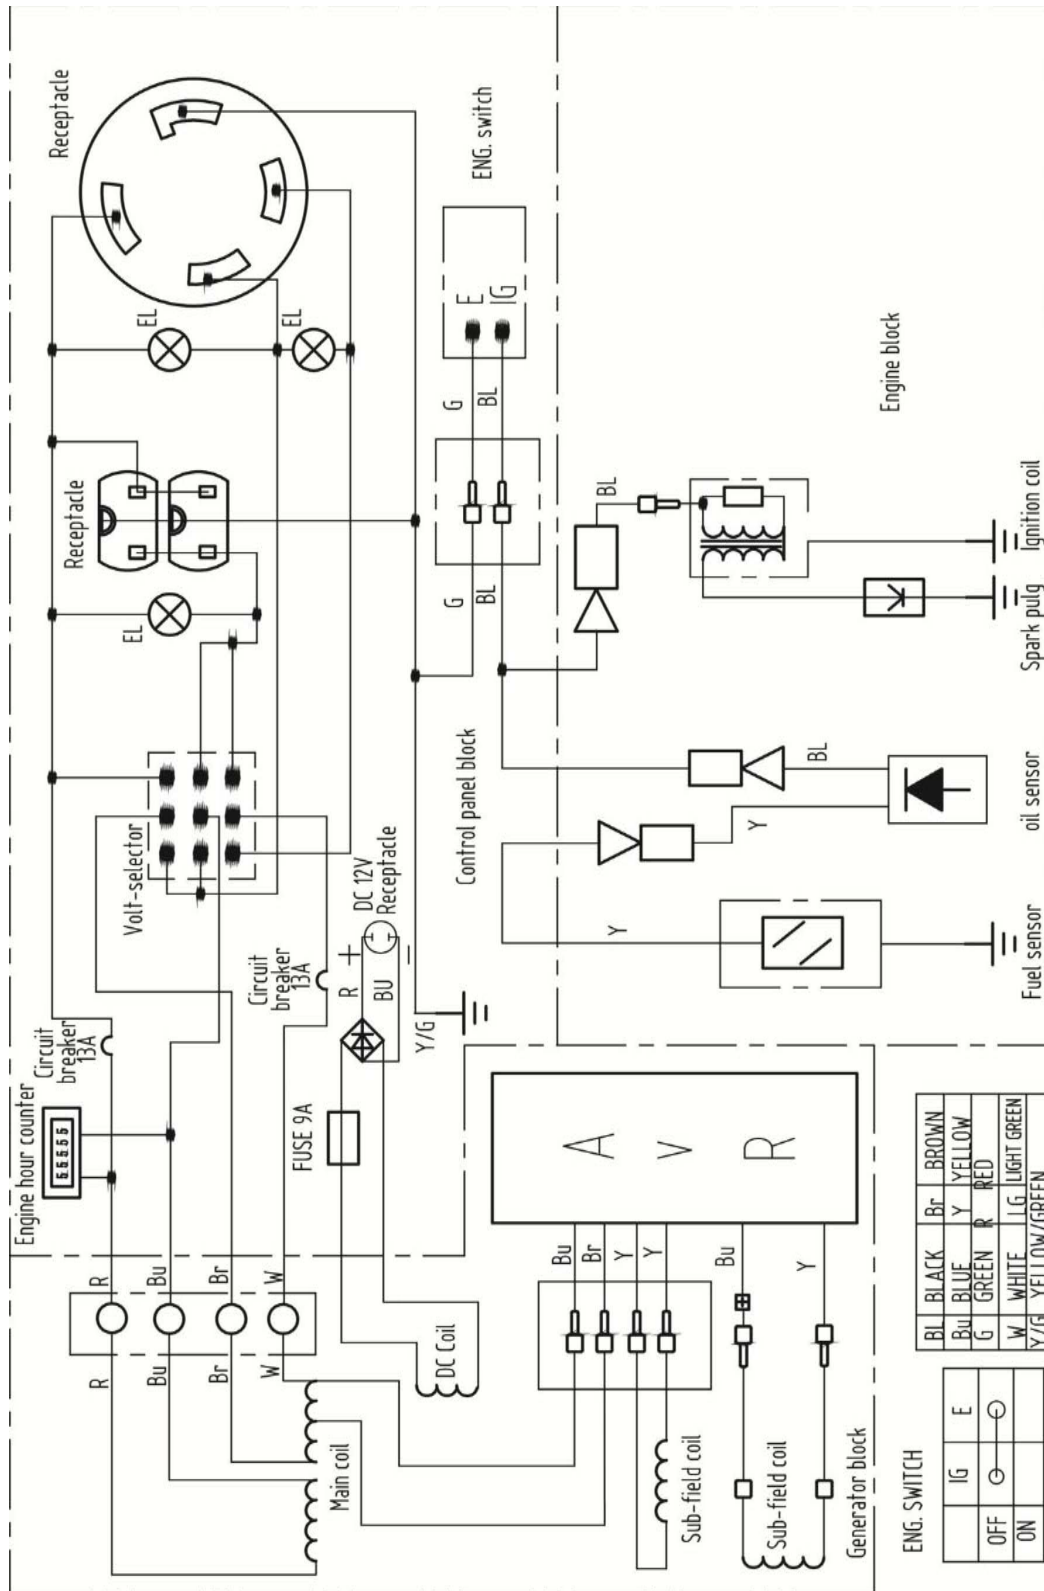 Receptacle
ENG. switch
EL
EL
E
IG
G
BL
Receptacle
EL
G
BL
Volt-selector
Control panel block
Engine block
BL
Ignition coil
Spark pulg
BL
Y
oil sensor
Y
Fuel sensor
Engine hour counter
55555
Circuit
breaker
13A
Circuit
breaker
13A
DC 12V
Receptacle
R
+
BU
-
Y/G
FUSE 9A
R
Bu
Br
W
R
Bu
Br
W
DC Coil
Main coil
A
V
R
Bu
Br
Y
Y
Bu
Y
Sub-field coil
Sub-field coil
Generator block
ENG. SWITCH
IG E
OFF
ON
BL BLACK Br BROWN
Bu BLUE Y YELLOW
G GREEN R RED
W WHITE LG LIGHT GREEN
Y/G YELLOW/GREEN